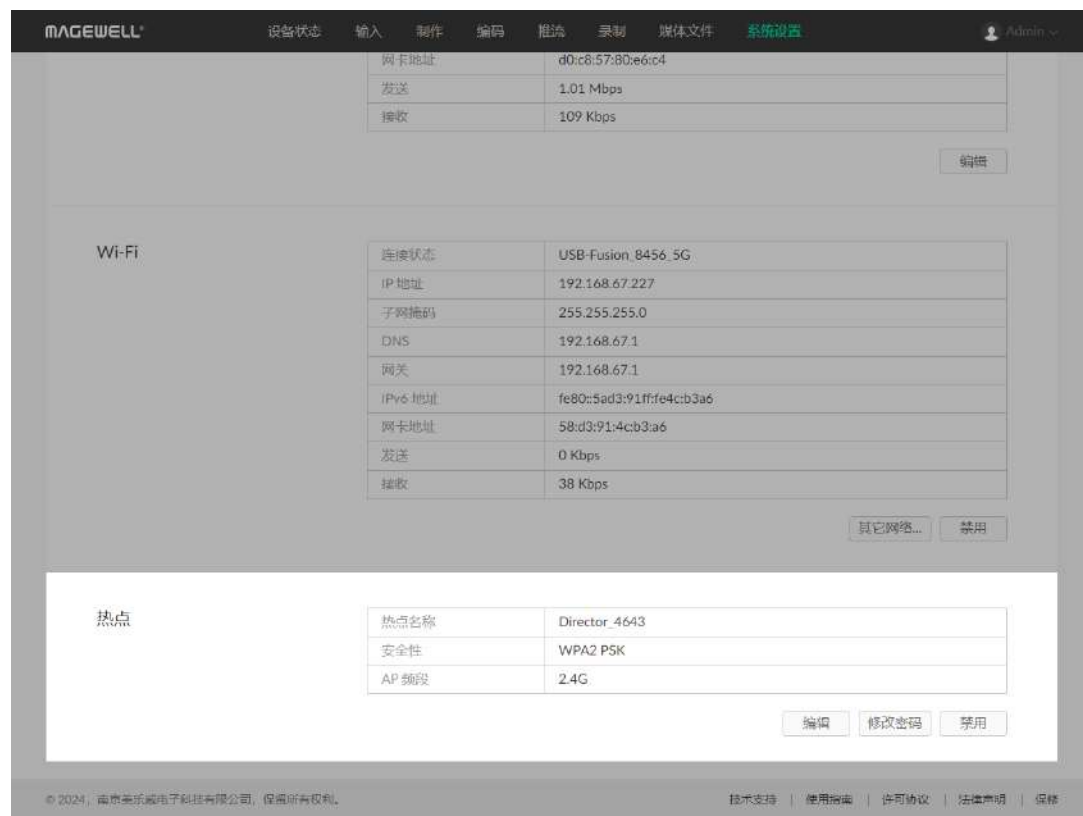 MAGEWELL 设备状态 输入 制作 编码 推流 录制 媒体文件 系统设置 Admin
网卡地址 d0:c8:57:80:e6:c4
发送 1.01 Mbps
接收 109 Kbps
编辑
Wi-Fi
连接状态 USB-Fusion_8456_5G
IP 地址 192.168.67.227
子网掩码 255.255.255.0
DNS 192.168.67.1
网关 192.168.67.1
IPv6 地址 fe80::5ad3:91ff:fe4c:b3a6
网卡地址 58:d3:91:4c:b3:a6
发送 0 Kbps
接收 38 Kbps
其它网络... 禁用
热点
热点名称 Director_4643
安全性 WPA2 PSK
AP 频段 2.4G
编辑 修改密码 禁用
© 2024，南京美乐威电子科技有限公司，保留所有权利。 技术支持 | 使用指南 | 许可协议 | 法律声明 | 保修